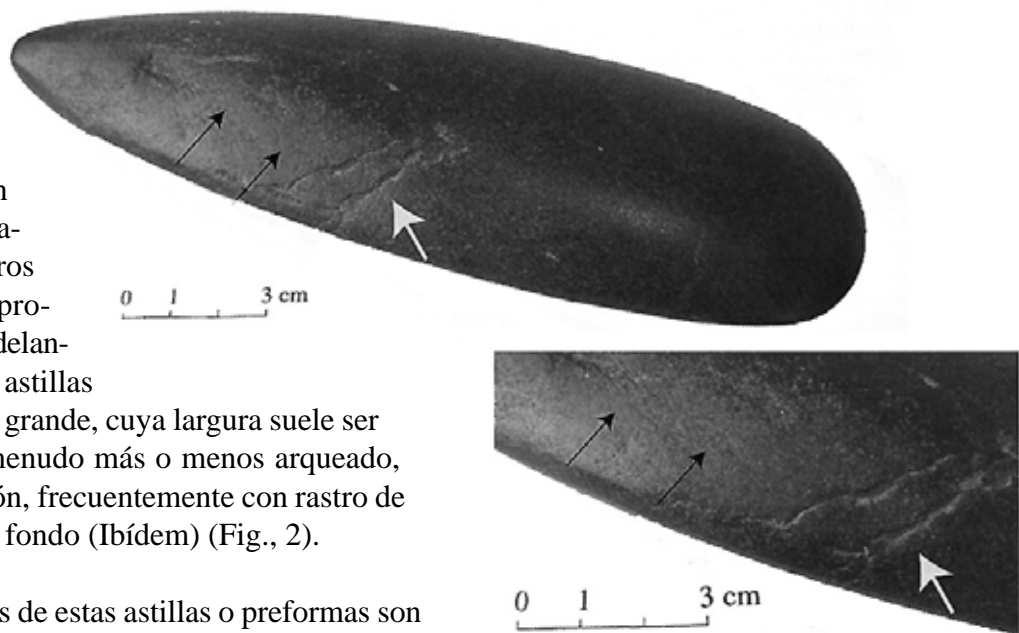 n
a-
ros
pro-
delan-
astillas
grande, cuya largura suele ser
menudo más o menos arqueado,
ón, frecuentemente con rastro de
fondo (Ibídem) (Fig., 2).
s de estas astillas o preformas son
0 1 3 cm
0 1 3 cm